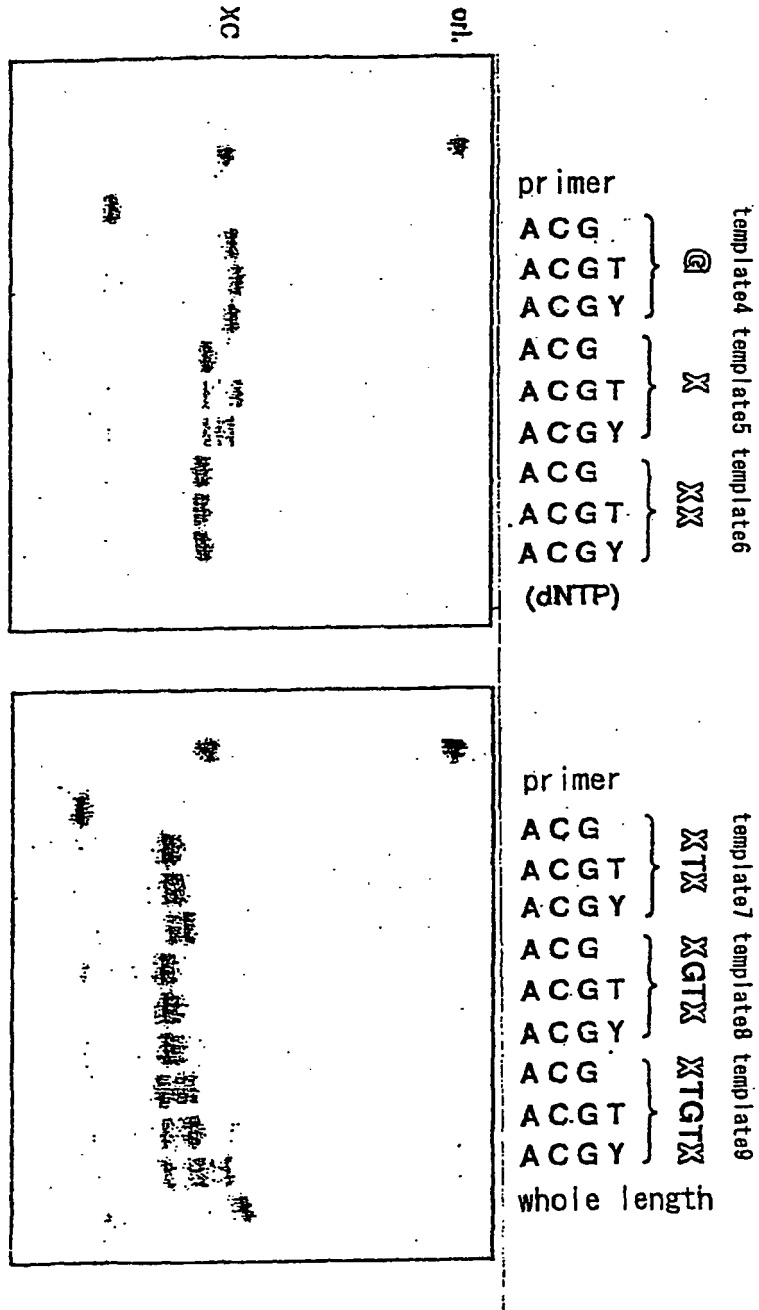 orl.
XC
template4 template5 template6
G
X
XX
primer
ACG
ACGT
ACGY
ACG
ACGT
ACGY
ACG
ACGT
ACGY
(dNTP)
template7 template8 template9
XTX
XGTX
XTGTX
primer
ACG
ACGT
ACGY
ACG
ACGT
ACGY
ACG
ACGT
ACGY
whole length